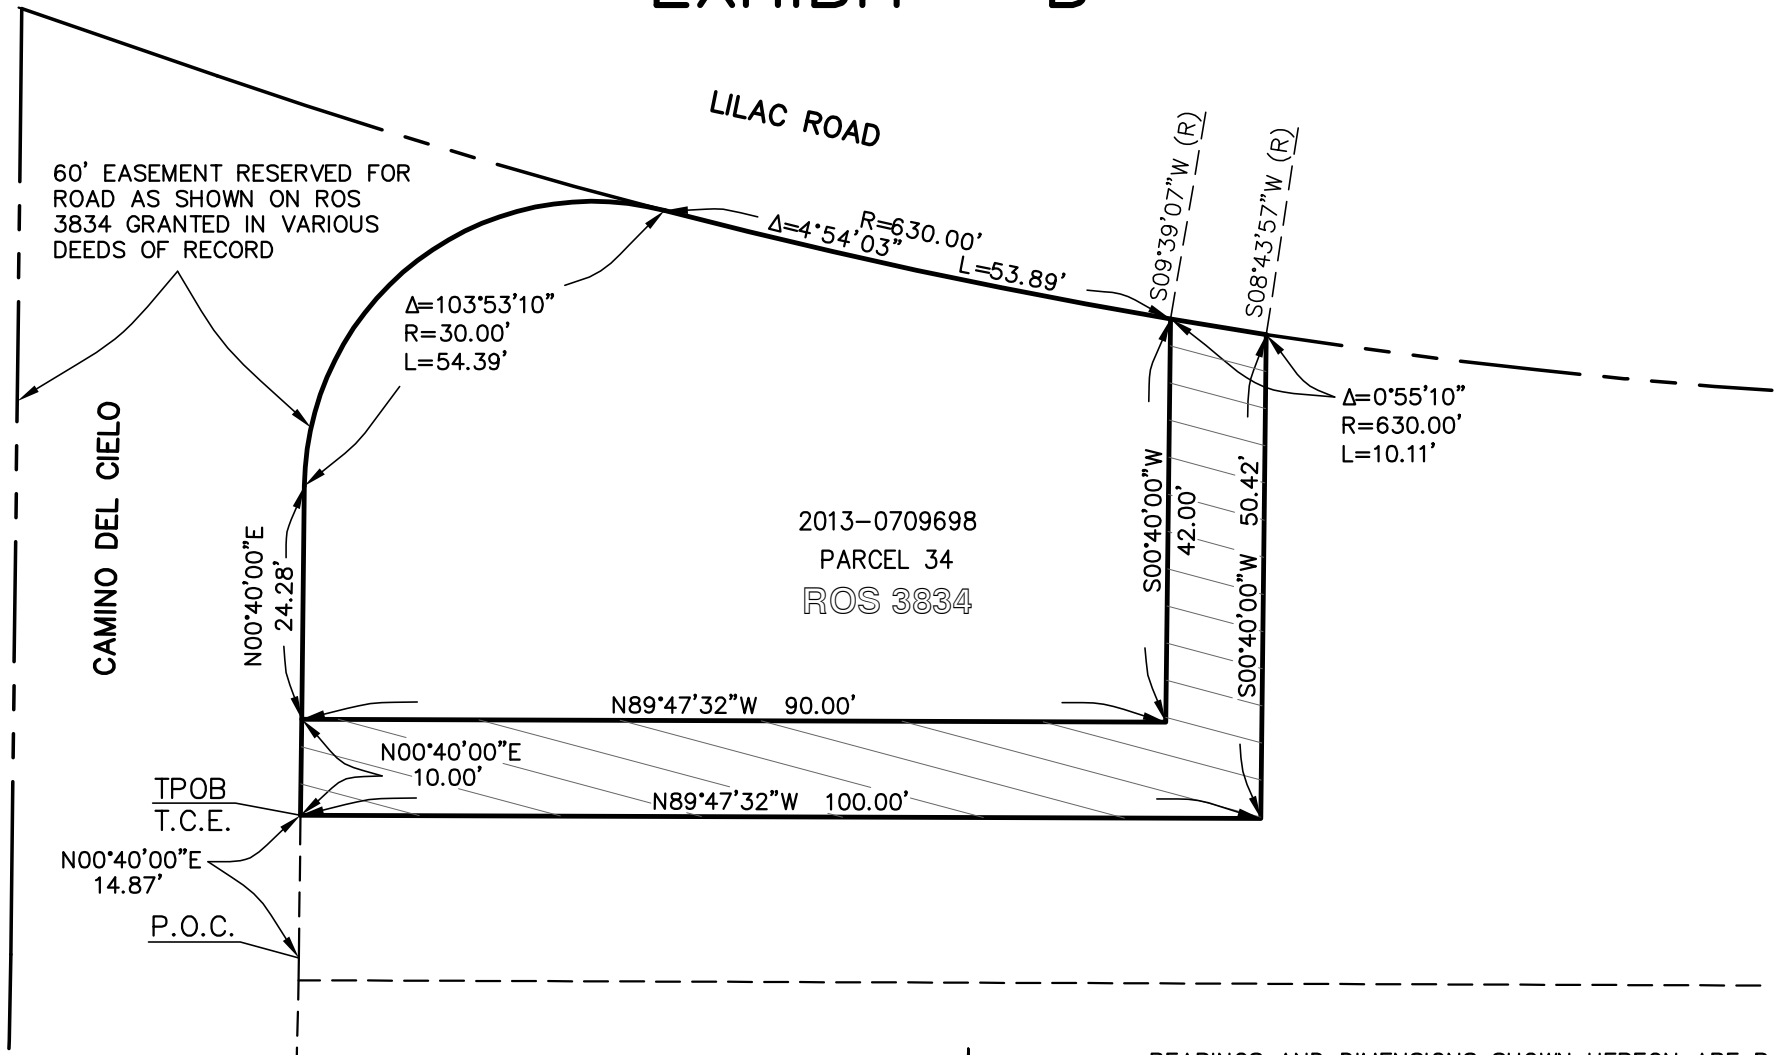 LILAC ROAD
60' EASEMENT RESERVED FOR
ROAD AS SHOWN ON ROS
3834 GRANTED IN VARIOUS
DEEDS OF RECORD
S09°39'07"W (R)
S08°43'57"W (R)
R=630.00'
Δ=4°54'03"
L=53.89'
Δ=103°53'10"
R=30.00'
L=54.39'
Δ=0°55'10"
R=630.00'
L=10.11'
CAMINO DEL CIELO
N00°40'00"E
24.28'
2013-0709698
PARCEL 34
ROS 3834
S00°40'00"W
42.00'
S00°40'00"W 50.42'
N89°47'32"W 90.00'
N00°40'00"E
10.00'
TPOB
T.C.E.
N89°47'32"W 100.00'
N00°40'00"E
14.87'
P.O.C.